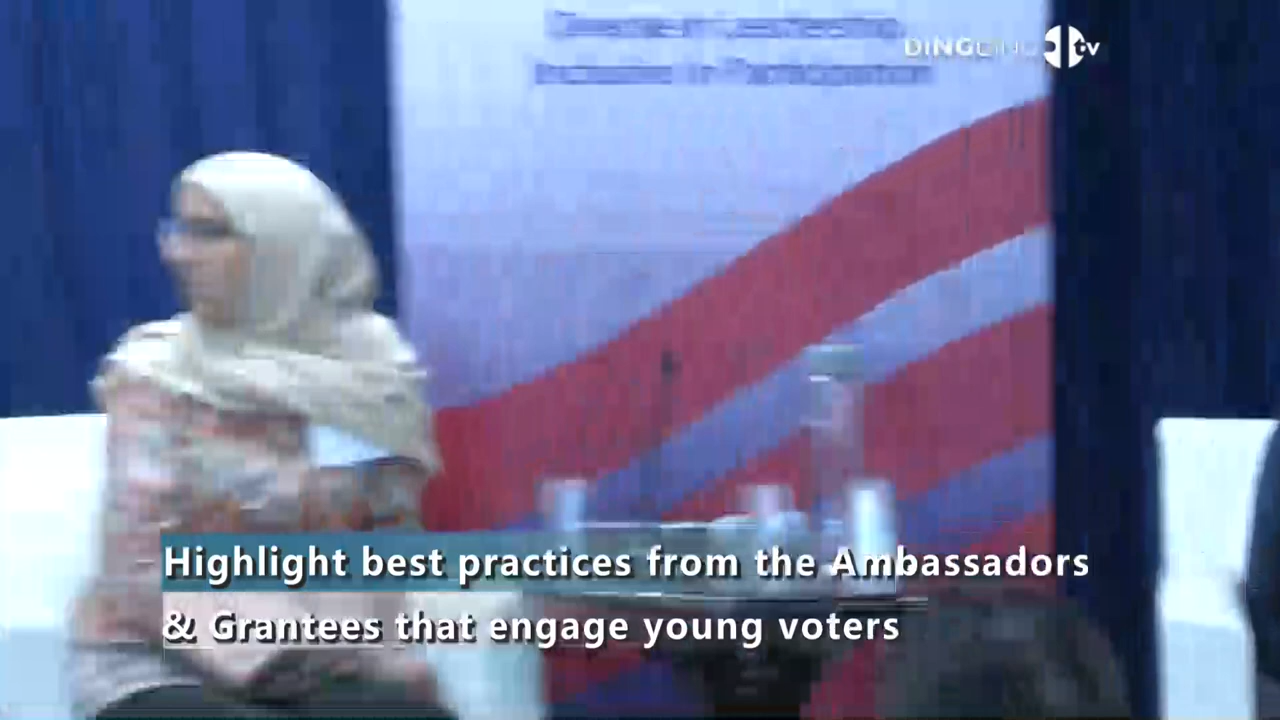 DINGDING tv
Highlight best practices from the Ambassadors
& Grantees that engage young voters